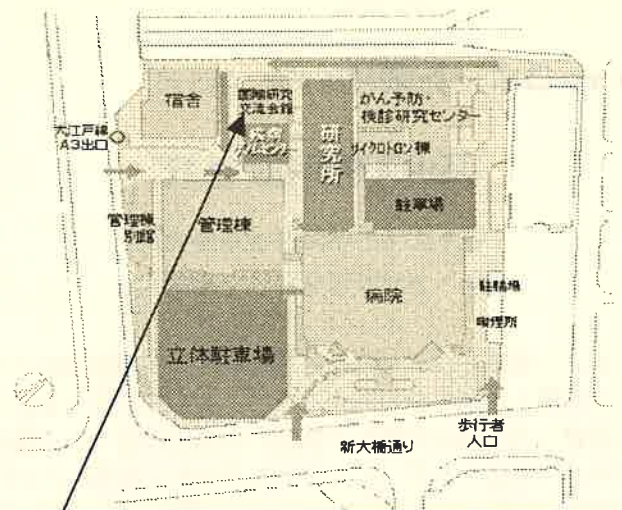 宿舎
国際研究
交流会館
研究所
がん予防・
検診研究センター
サイクロトロン棟
大江戸線
A3出口
駐車場
管理棟
別館
管理棟
病院
駐輪場
喫煙所
立体駐車場
新大橋通り
歩行者
入口